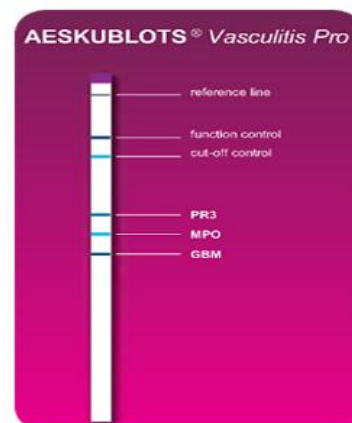 AESKUBLOTS® Vasculitis Pro
reference line
function control
cut-off control
PR3
MPO
GBM